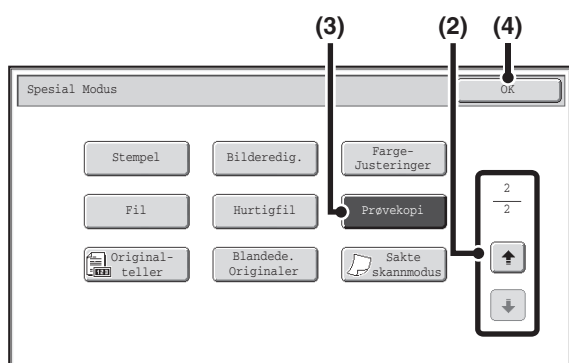 (3)
(2)
(4)
Spesial Modus
OK
Stempel
Bilderedig.
Farge-
Justeringer
2
2
Fil
Hurtigfil
Prøvekopi
Original-
teller
123
Blandede.
Originaler
Sakte
skannmodus